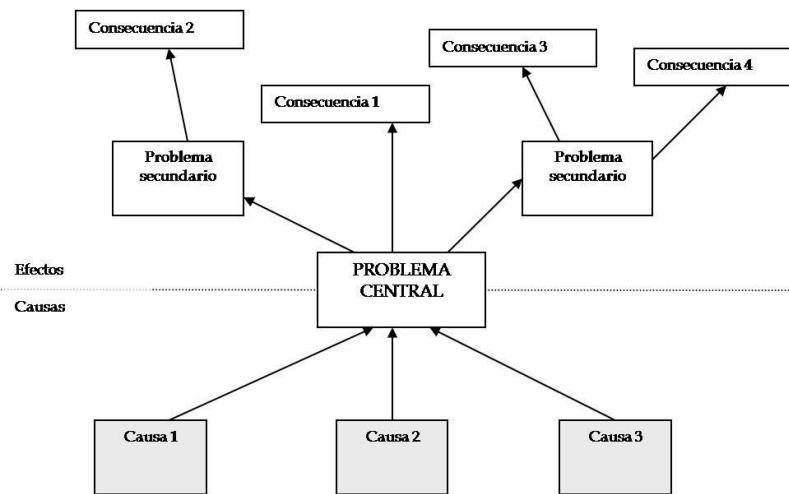 Consecuencia 2
Consecuencia 3
Consecuencia 4
Consecuencia 1
Problema
secundario
Problema
secundario
PROBLEMA
CENTRAL
Efectos
Causas
Causa 1
Causa 2
Causa 3